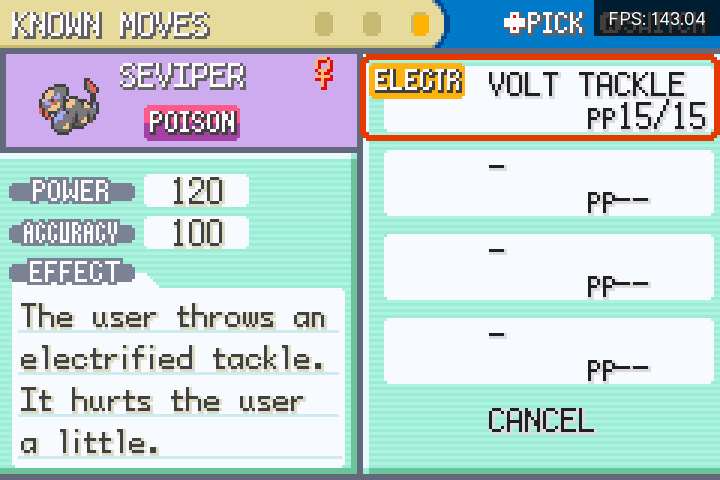 KNOWN MOVES
PICK
FPS: 143.04
SEVIPER ♀
POISON
POWER 120
ACCURACY 100
EFFECT
The user throws an
electrified tackle.
It hurts the user
a little.
ELECTR VOLT TACKLE
PP15/15
–
PP--
–
PP--
–
PP--
CANCEL